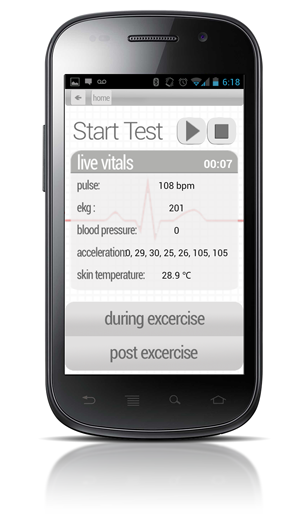 6:18
home
Start Test
live vitals 00:07
pulse: 108 bpm
ekg : 201
blood pressure: 0
acceleration:0, 29, 30, 25, 26, 105, 105
skin temperature: 28.9 °C
during excercise
post excercise